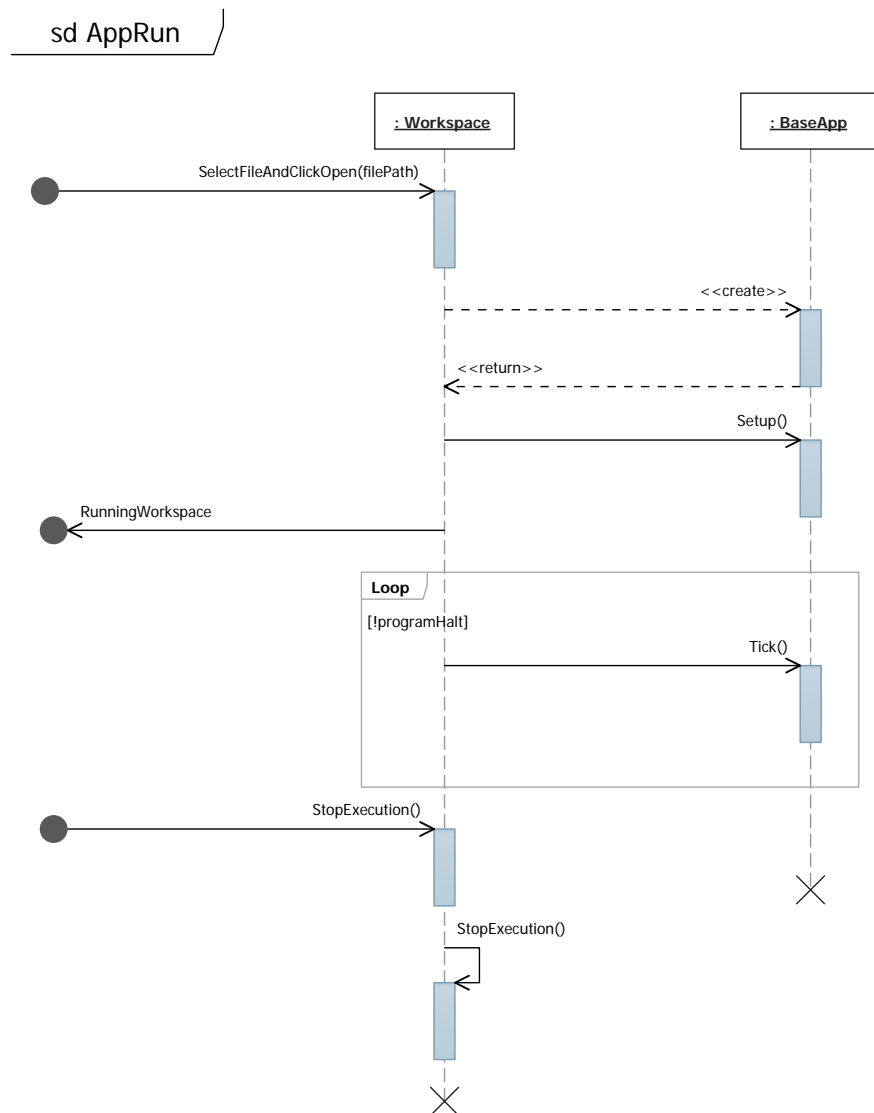 sd AppRun
: Workspace
: BaseApp
SelectFileAndClickOpen(filePath)
<<create>>
<<return>>
Setup()
RunningWorkspace
Loop
[!programHalt]
Tick()
StopExecution()
StopExecution()